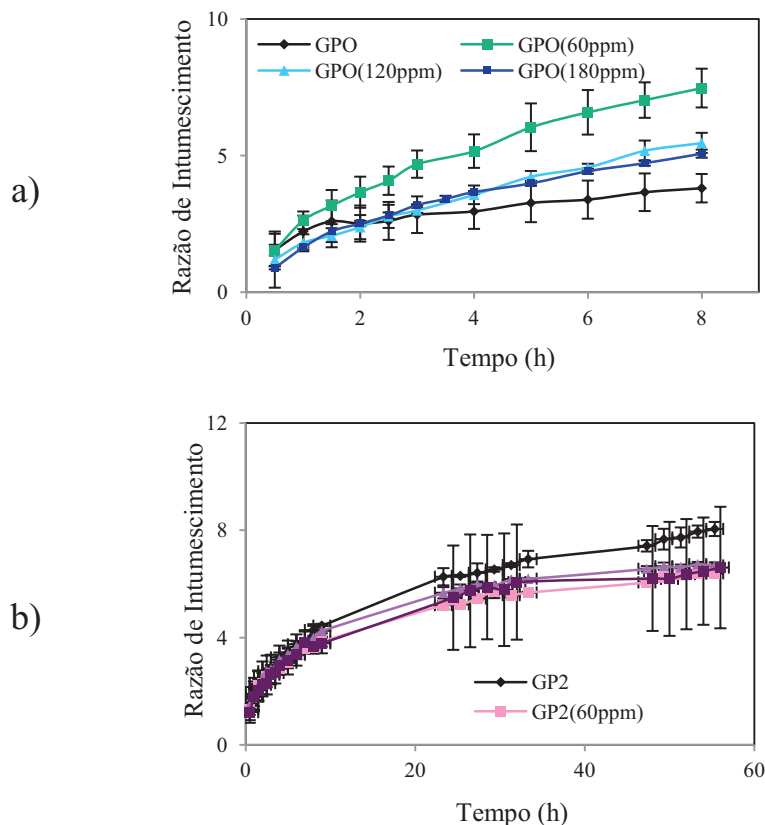 a)
Razão de Intumescimento
10
5
0
GPO GPO(60ppm)
GPO(120ppm) GPO(180ppm)
0 2 4 6 8
Tempo (h)
b)
Razão de Intumescimento
12
8
4
0
GP2
GP2(60ppm)
0 20 40 60
Tempo (h)